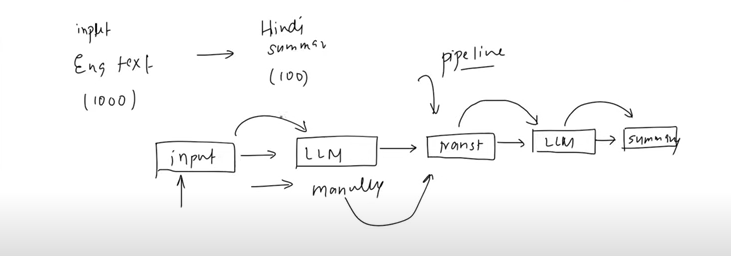 input
Eng text
(1000)
Hindi
summar
(100)
pipeline
input
LLM
transt
LLM
summary
manully